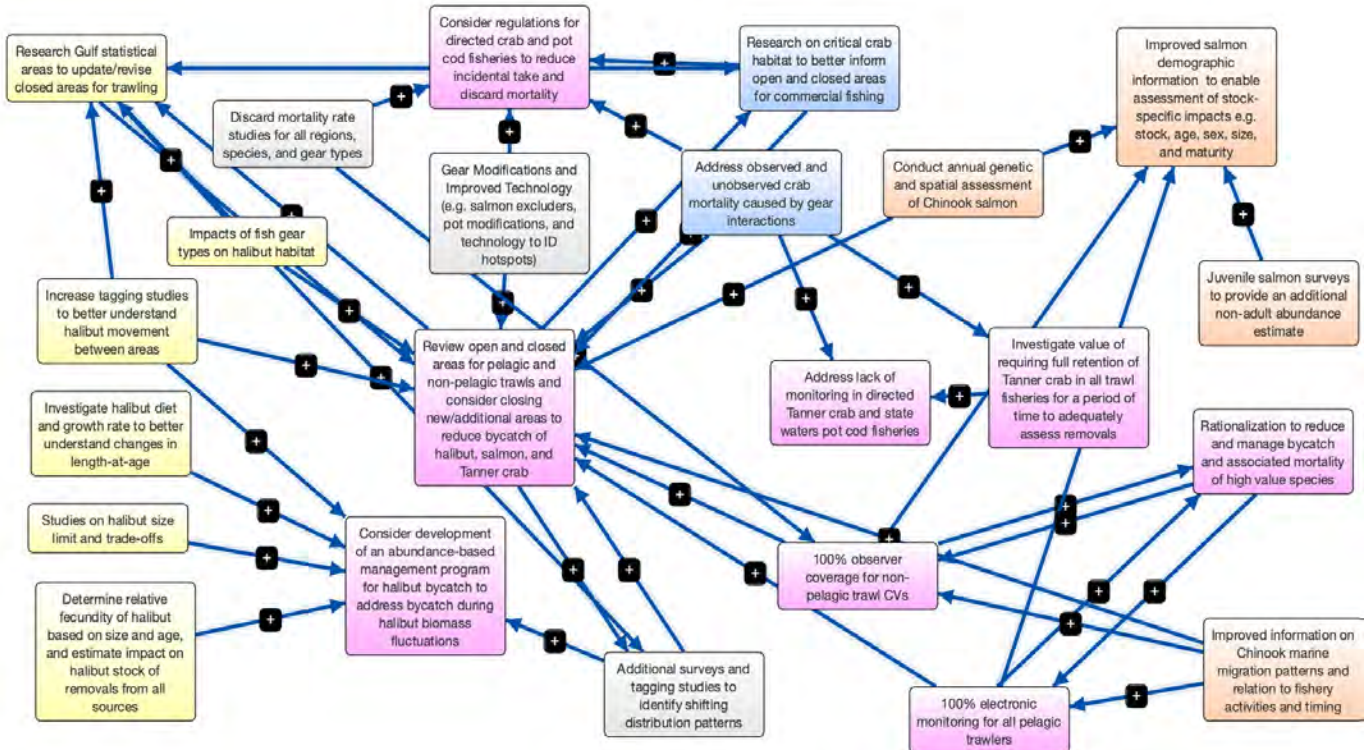 Consider regulations for
directed crab and pot
cod fisheries to reduce
incidental take and
discard mortality
Research Gulf statistical
areas to update/revise
closed areas for trawling
Research on critical crab
habitat to better inform
open and closed areas
for commercial fishing
Improved salmon
demographic
information to enable
assessment of stock-
specific impacts e.g.
stock, age, sex, size,
and maturity
Discard mortality rate
studies for all regions,
species, and gear types
Gear Modifications and
Improved Technology
(e.g. salmon excluders,
pot modifications, and
technology to ID
hotspots)
Address observed and
unobserved crab
mortality caused by gear
interactions
Conduct annual genetic
and spatial assessment
of Chinook salmon
Impacts of fish gear
types on halibut habitat
Juvenile salmon surveys
to provide an additional
non-adult abundance
estimate
Increase tagging studies
to better understand
halibut movement
between areas
Review open and closed
areas for pelagic and
non-pelagic trawls and
consider closing
new/additional areas to
reduce bycatch of
halibut, salmon, and
Tanner crab
Address lack of
monitoring in directed
Tanner crab and state
waters pot cod fisheries
Investigate value of
requiring full retention of
Tanner crab in all trawl
fisheries for a period of
time to adequately
assess removals
Investigate halibut diet
and growth rate to better
understand changes in
length-at-age
Rationalization to reduce
and manage bycatch
and associated mortality
of high value species
Studies on halibut size
limit and trade-offs
Consider development
of an abundance-based
management program
for halibut bycatch to
address bycatch during
halibut biomass
fluctuations
100% observer
coverage for non-
pelagic trawl CVs
Determine relative
fecundity of halibut
based on size and age,
and estimate impact on
halibut stock of
removals from all
sources
Additional surveys and
tagging studies to
identify shifting
distribution patterns
100% electronic
monitoring for all pelagic
trawlers
Improved information on
Chinook marine
migration patterns and
relation to fishery
activities and timing